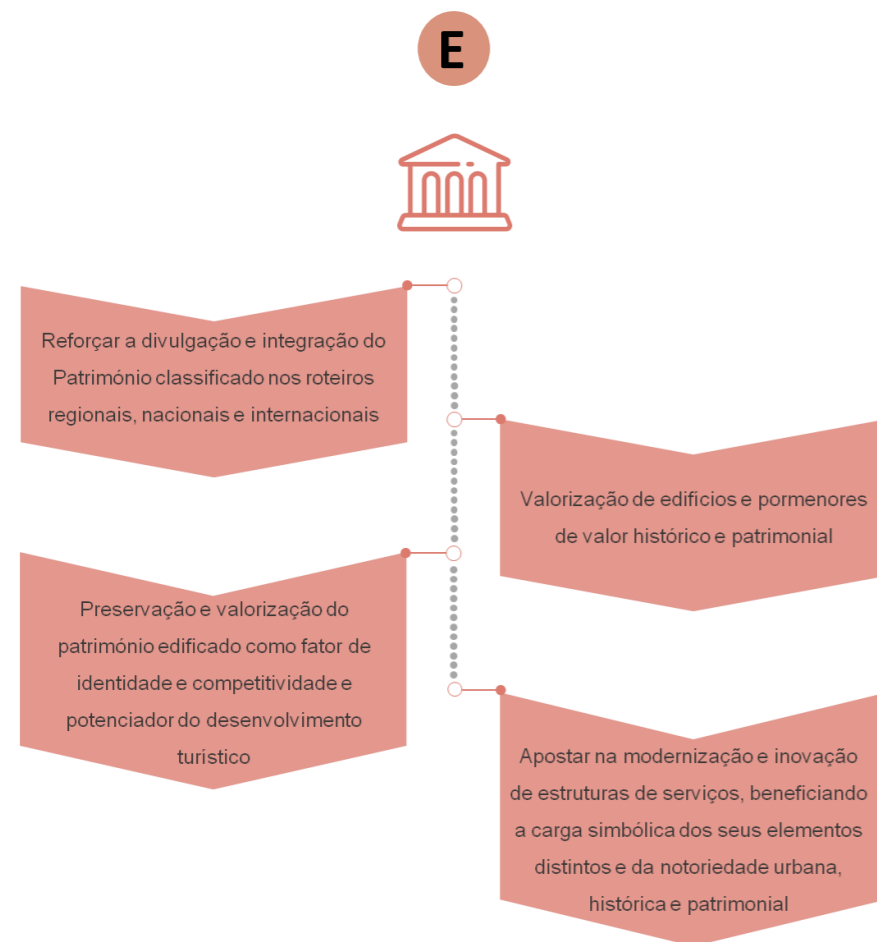 E
Reforçar a divulgação e integração do
Património classificado nos roteiros
regionais, nacionais e internacionais
Valorização de edifícios e pormenores
de valor histórico e patrimonial
Preservação e valorização do
património edificado como fator de
identidade e competitividade e
potenciador do desenvolvimento
turístico
Apostar na modernização e inovação
de estruturas de serviços, beneficiando
a carga simbólica dos seus elementos
distintos e da notoriedade urbana,
histórica e patrimonial